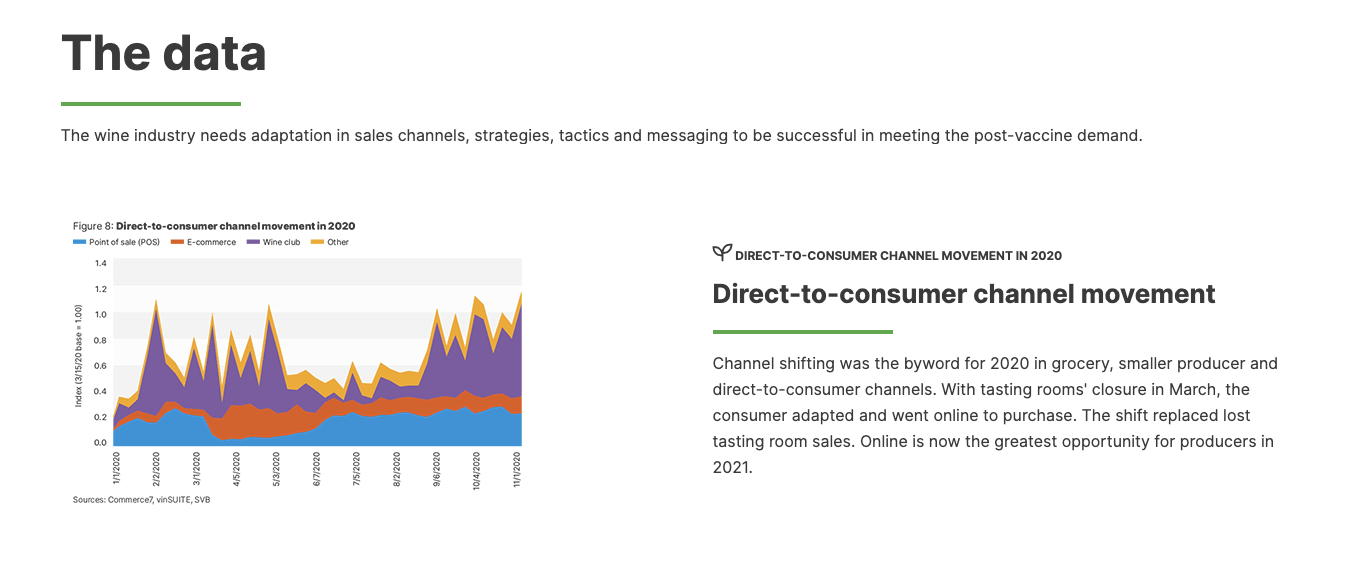 The data
The wine industry needs adaptation in sales channels, strategies, tactics and messaging to be successful in meeting the post-vaccine demand.
Figure 8: Direct-to-consumer channel movement in 2020
Point of sale (POS) E-commerce Wine club Other
Index (3/15/20 base = 1.00)
1.4
1.2
1.0
0.8
0.6
0.4
0.2
0.0
1/1/2020 2/2/2020 3/1/2020 4/5/2020 5/3/2020 6/7/2020 7/5/2020 8/2/2020 9/6/2020 10/4/2020 11/1/2020
Sources: Commerce7, vinSUITE, SVB
DIRECT-TO-CONSUMER CHANNEL MOVEMENT IN 2020
Direct-to-consumer channel movement
Channel shifting was the byword for 2020 in grocery, smaller producer and
direct-to-consumer channels. With tasting rooms' closure in March, the
consumer adapted and went online to purchase. The shift replaced lost
tasting room sales. Online is now the greatest opportunity for producers in
2021.